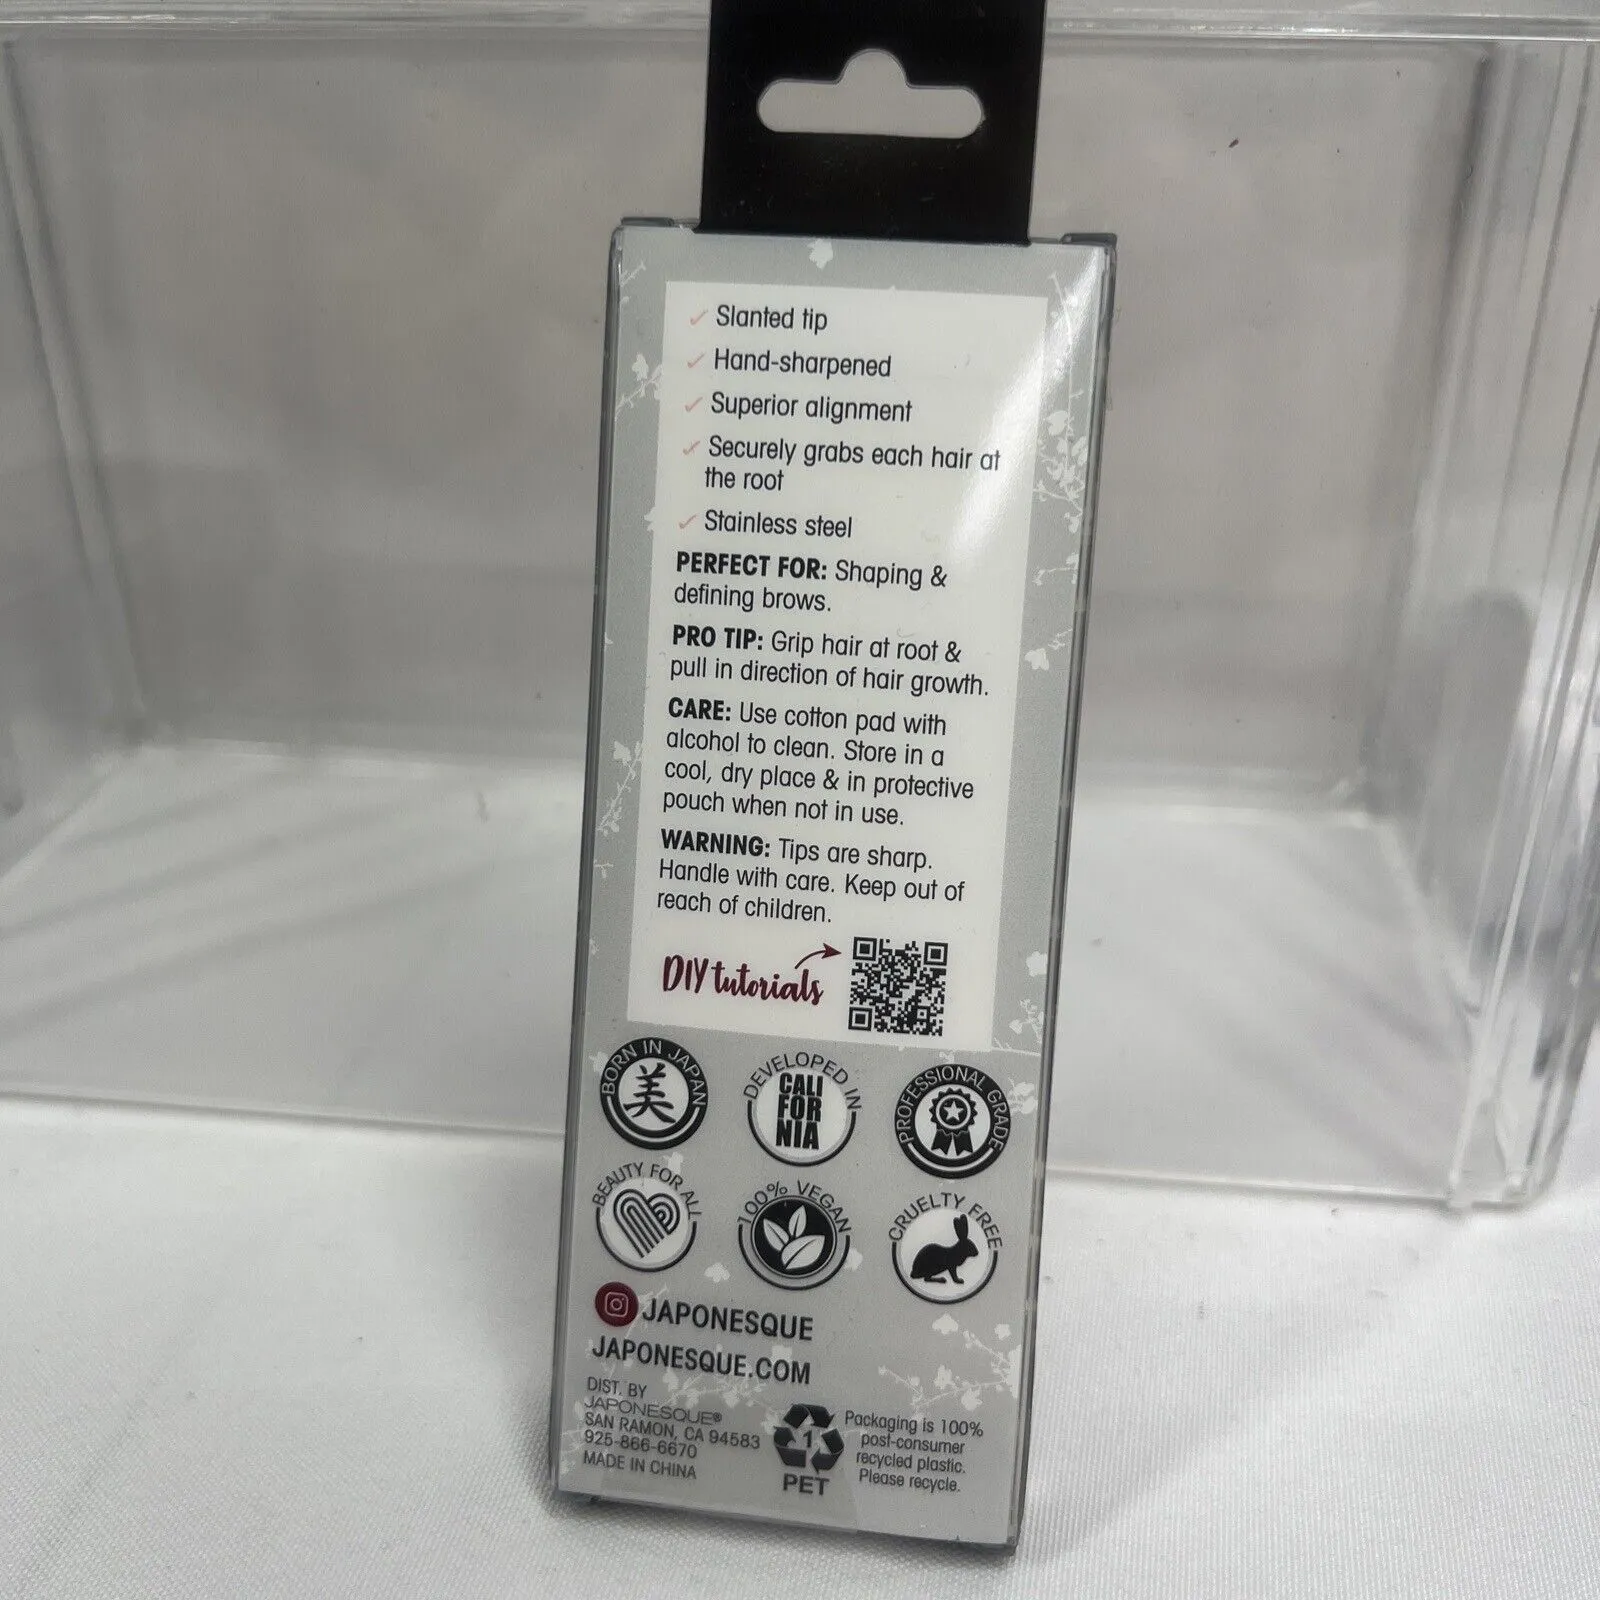 Slanted tip
Hand-sharpened
Superior alignment
Securely grabs each hair at
the root
Stainless steel
PERFECT FOR: Shaping &
defining brows.
PRO TIP: Grip hair at root &
pull in direction of hair growth.
CARE: Use cotton pad with
alcohol to clean. Store in a
cool, dry place & in protective
pouch when not in use.
WARNING: Tips are sharp.
Handle with care. Keep out of
reach of children.
DIY tutorials
BORN IN JAPAN
美
DEVELOPED IN
CALI
FOR
NIA
PROFESSIONAL GRADE
BEAUTY FOR ALL
100% VEGAN
CRUELTY FREE
JAPONESQUE
JAPONESQUE.COM
DIST. BY
JAPONESQUE®
SAN RAMON, CA 94583
925-866-6670
MADE IN CHINA
1
PET
Packaging is 100%
post-consumer
recycled plastic.
Please recycle.